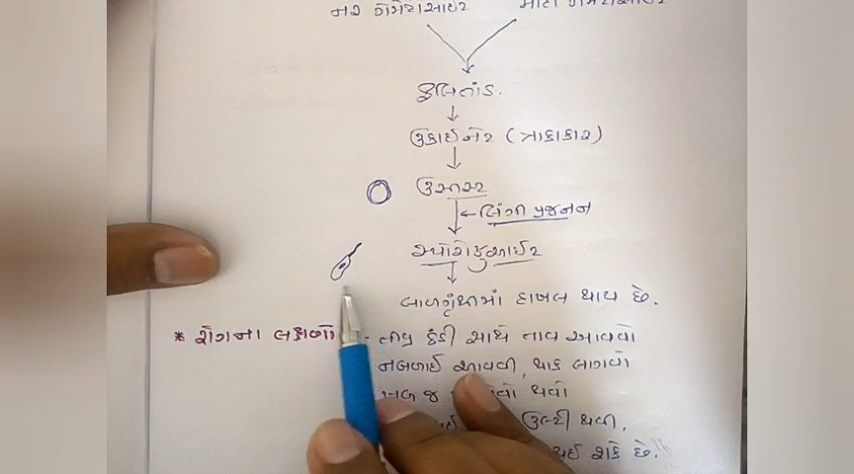 નર ગેમેટોસાઈટ માદા ગેમેટોસાઈટ
ફલિતાંડ.
ઉકાઈનેટ (ત્રાકાકાર)
ઉસાસ્ટ
← લિંગી પ્રજનન
સ્પોરોઝુઆઈટ
લાળગ્રંથીમાં દાખલ થાય છે.
* રોગના લક્ષણો - તીવ્ર ઠંડી સાથે તાવ આવવો
નબળાઈ આવવી, થાક લાગવો
થવો
ઉલ્ટી થવી,
થઈ શકે છે.